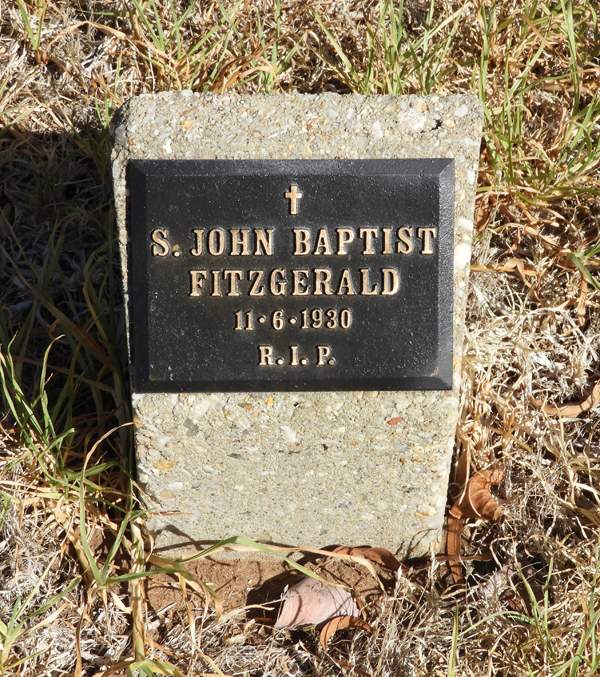 S. JOHN BAPTIST
FITZGERALD
11·6·1930
R.I.P.